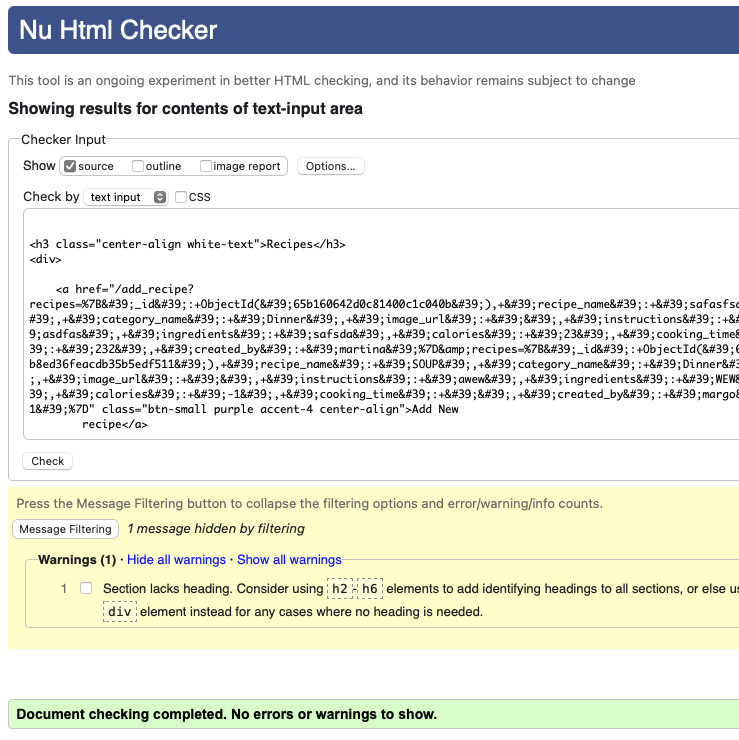 Nu Html Checker
This tool is an ongoing experiment in better HTML checking, and its behavior remains subject to change
Showing results for contents of text-input area
Checker Input
Show source outline image report Options...
Check by text input CSS
<h3 class="center-align white-text">Recipes</h3>
<div>
<a href="/add_recipe?
recipes=%7B&#39;_id&#39;:+ObjectId(&#39;65b160642d0c81400c1c040b&#39;),+&#39;recipe_name&#39;:+&#39;safasfsa
#39;,+&#39;category_name&#39;:+&#39;Dinner&#39;,+&#39;image_url&#39;:+&#39;&#39;,+&#39;instructions&#39;:+&#
9;asdfas&#39;,+&#39;ingredients&#39;:+&#39;safsda&#39;,+&#39;calories&#39;:+&#39;23&#39;,+&#39;cooking_time&
39;:+&#39;23Z&#39;,+&#39;created_by&#39;:+&#39;martina&#39;%7D&amp;recipes=%7B&#39;_id&#39;:+ObjectId(&#39;6
b8ed36feacdb35b5edf511&#39;),+&#39;recipe_name&#39;:+&#39;SOUP&#39;,+&#39;category_name&#39;:+&#39;Dinner&#3
;,+&#39;image_url&#39;:+&#39;&#39;,+&#39;instructions&#39;:+&#39;awew&#39;,+&#39;ingredients&#39;:+&#39;WEW&
39;,+&#39;calories&#39;:+&#39;-1&#39;,+&#39;cooking_time&#39;:+&#39;&#39;,+&#39;created_by&#39;:+&#39;margo&
1&#39;%7D" class="btn-small purple accent-4 center-align">Add New
recipe</a>
Check
Press the Message Filtering button to collapse the filtering options and error/warning/info counts.
Message Filtering 1 message hidden by filtering
Warnings (1) · Hide all warnings · Show all warnings
1 Section lacks heading. Consider using h2-h6 elements to add identifying headings to all sections, or else us
div element instead for any cases where no heading is needed.
Document checking completed. No errors or warnings to show.